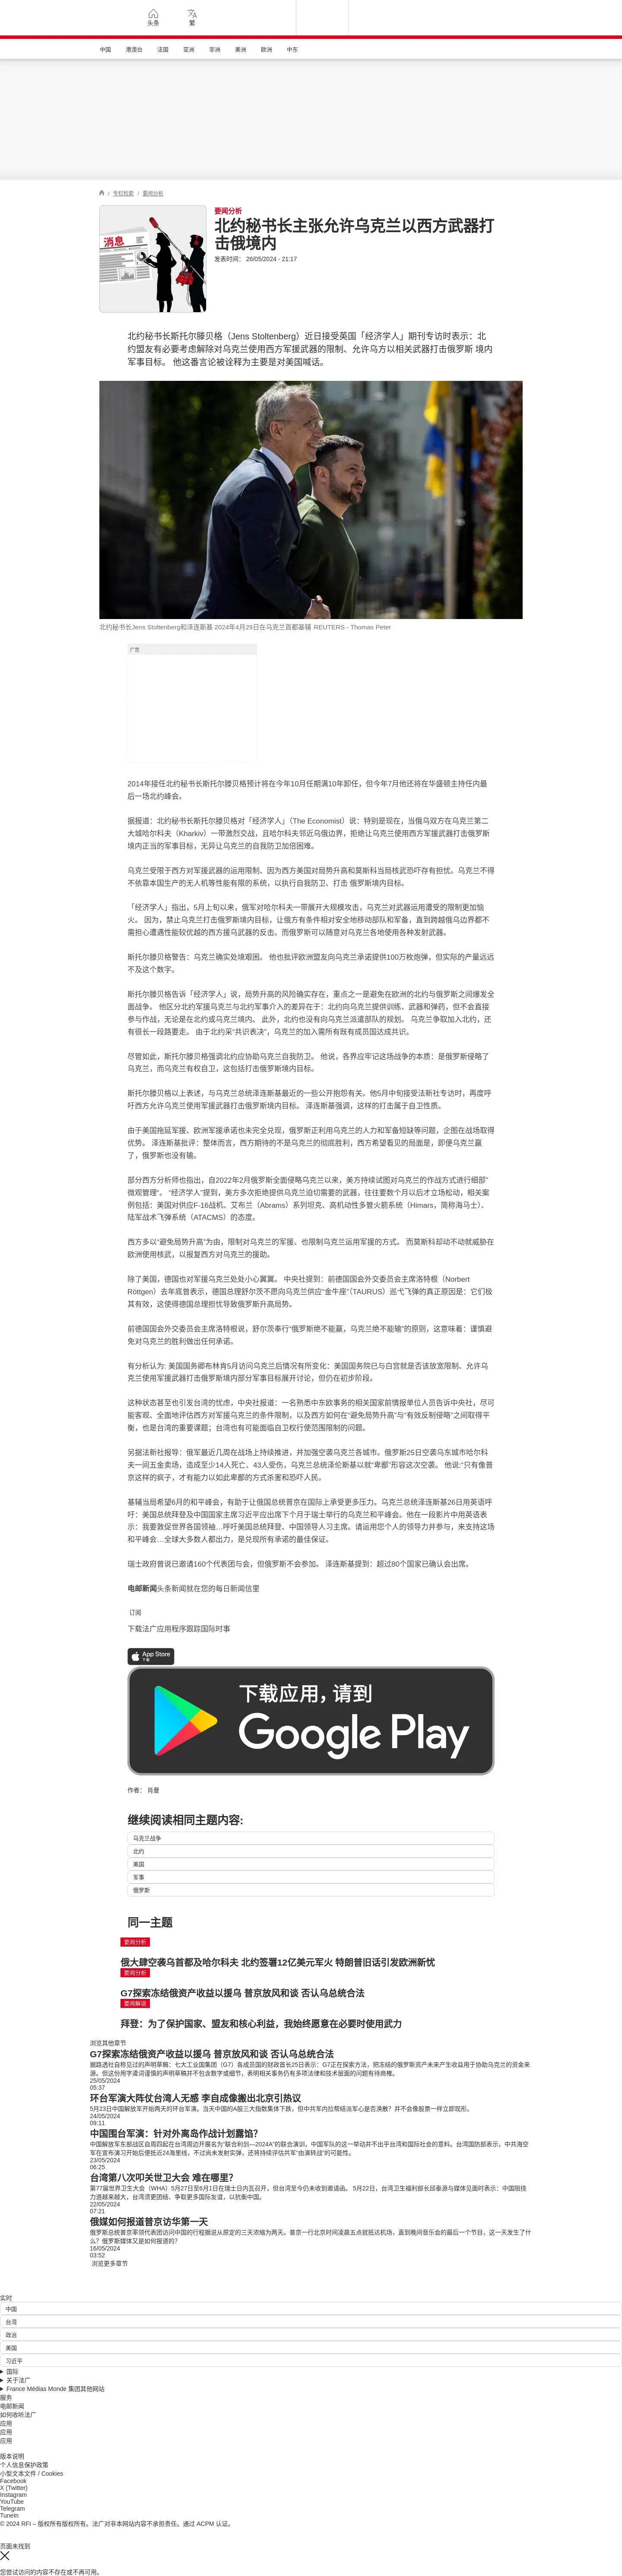 头条
繁
中国
港澳台
法国
亚洲
非洲
美洲
欧洲
中东
/ 专栏检索 / 要闻分析
消息
要闻分析
北约秘书长主张允许乌克兰以西方武器打
击俄境内
发表时间： 26/05/2024 - 21:17
北约秘书长斯托尔滕贝格（Jens Stoltenberg）近日接受英国「经济学人」期刊专访时表示：北
约盟友有必要考虑解除对乌克兰使用西方军援武器的限制、允许乌方以相关武器打击俄罗斯 境内
军事目标。 他这番言论被诠释为主要是对美国喊话。
北约秘书长Jens Stoltenberg和泽连斯基 2024年4月29日在乌克兰首都基辅 REUTERS - Thomas Peter
广告
2014年接任北约秘书长斯托尔滕贝格预计将在今年10月任期满10年卸任，但今年7月他还将在华盛顿主持任内最
后一场北约峰会。
据报道：北约秘书长斯托尔滕贝格对「经济学人」（The Economist）说：特别是现在，当俄乌双方在乌克兰第二
大城哈尔科夫（Kharkiv）一带激烈交战，且哈尔科夫邻近乌俄边界，拒绝让乌克兰使用西方军援武器打击俄罗斯
境内正当的军事目标，无异让乌克兰的自我防卫加倍困难。
乌克兰受限于西方对军援武器的运用限制、因为西方美国对局势升高和莫斯科当局核武恐吓存有担忧。乌克兰不得
不依靠本国生产的无人机等性能有限的系统，以执行自我防卫、打击 俄罗斯境内目标。
「经济学人」指出，5月上旬以来，俄军对哈尔科夫一带展开大规模攻击，乌克兰对武器运用遭受的限制更加恼
火。 因为，禁止乌克兰打击俄罗斯境内目标，让俄方有条件相对安全地移动部队和军备，直到跨越俄乌边界都不
需担心遭遇性能较优越的西方援乌武器的反击。而俄罗斯可以随意对乌克兰各地使用各种发射武器。
斯托尔滕贝格警告：乌克兰确实处境艰困。 他也批评欧洲盟友向乌克兰承诺提供100万枚炮弹，但实际的产量远远
不及这个数字。
斯托尔滕贝格告诉「经济学人」说，局势升高的风险确实存在，重点之一是避免在欧洲的北约与俄罗斯之间爆发全
面战争。 他区分北约军援乌克兰与北约军事介入的差异在于：北约向乌克兰提供训练、武器和弹药，但不会直接
参与作战，无论是在北约或乌克兰境内。 此外，北约也没有向乌克兰派遣部队的规划。 乌克兰争取加入北约，还
有很长一段路要走。 由于北约采"共识表决"，乌克兰的加入需所有既有成员国达成共识。
尽管如此，斯托尔滕贝格强调北约应协助乌克兰自我防卫。 他说，各界应牢记这场战争的本质：是俄罗斯侵略了
乌克兰，而乌克兰有权自卫，这包括打击俄罗斯境内目标。
斯托尔滕贝格以上表述，与乌克兰总统泽连斯基最近的一些公开抱怨有关。他5月中旬接受法新社专访时，再度呼
吁西方允许乌克兰使用军援武器打击俄罗斯境内目标。 泽连斯基强调，这样的打击属于自卫性质。
由于美国拖延军援、欧洲军援承诺也未完全兑现，俄罗斯正利用乌克兰的人力和军备短缺等问题，企图在战场取得
优势。 泽连斯基批评：整体而言，西方期待的不是乌克兰的彻底胜利，西方希望看见的局面是，即便乌克兰赢
了，俄罗斯也没有输。
部分西方分析师也指出，自2022年2月俄罗斯全面侵略乌克兰以来，美方持续试图对乌克兰的作战方式进行细部"
微观管理"。 "经济学人"提到，美方多次拒绝提供乌克兰迫切需要的武器，往往要数个月以后才立场松动，相关案
例包括：美国对供应F-16战机、艾布兰（Abrams）系列坦克、高机动性多管火箭系统（Himars，简称海马士）、
陆军战术飞弹系统（ATACMS）的态度。
西方多以"避免局势升高"为由，限制对乌克兰的军援、也限制乌克兰运用军援的方式。 而莫斯科却动不动就威胁在
欧洲使用核武，以报复西方对乌克兰的援助。
除了美国，德国也对军援乌克兰处处小心翼翼。 中央社提到：前德国国会外交委员会主席洛特根（Norbert
Röttgen）去年底曾表示，德国总理舒尔茨不愿向乌克兰供应"金牛座"（TAURUS）巡弋飞弹的真正原因是：它们极
其有效，这使得德国总理担忧导致俄罗斯升高局势。
前德国国会外交委员会主席洛特根说，舒尔茨奉行"俄罗斯绝不能赢，乌克兰绝不能输"的原则，这意味着：谨慎避
免对乌克兰的胜利做出任何承诺。
有分析认为: 美国国务卿布林肯5月访问乌克兰后情况有所变化：美国国务院已与白宫就是否该放宽限制、允许乌
克兰使用军援武器打击俄罗斯境内部分军事目标展开讨论，但仍在初步阶段。
这种状态甚至也引发台湾的忧虑，中央社报道：一名熟悉中东欧事务的相关国家前情报单位人员告诉中央社，尽可
能客观、全面地评估西方对军援乌克兰的条件限制，以及西方如何在"避免局势升高"与"有效反制侵略"之间取得平
衡，也是台湾的重要课题；台湾也有可能面临自卫权行使范围限制的问题。
另据法新社报导：俄军最近几周在战场上持续推进，并加强空袭乌克兰各城市。俄罗斯25日空袭乌东城市哈尔科
夫一间五金卖场，造成至少14人死亡、43人受伤，乌克兰总统泽伦斯基以就"卑鄙"形容这次空袭。 他说:"只有像普
京这样的疯子，才有能力以如此卑鄙的方式杀害和恐吓人民。
基辅当局希望6月的和平峰会，有助于让俄国总统普京在国际上承受更多压力。乌克兰总统泽连斯基26日用英语呼
吁：美国总统拜登及中国国家主席习近平应出席下个月于瑞士举行的乌克兰和平峰会。他在一段影片中用英语表
示：我要敦促世界各国领袖…呼吁美国总统拜登、中国领导人习主席。请运用您个人的领导力并参与，来支持这场
和平峰会…全球大多数人都出力，是兑现所有承诺的最佳保证。
瑞士政府曾说已邀请160个代表团与会，但俄罗斯不会参加。 泽连斯基提到：超过80个国家已确认会出席。
电邮新闻头条新闻就在您的每日新闻信里
订阅
下载法广应用程序跟踪国际时事
App Store
下载
下载应用，请到
Google Play
作者： 肖曼
继续阅读相同主题内容:
乌克兰战争
北约
美国
军事
俄罗斯
同一主题
要闻分析
俄大肆空袭乌首都及哈尔科夫 北约签署12亿美元军火 特朗普旧话引发欧洲新忧
要闻分析
G7探索冻结俄资产收益以援乌 普京放风和谈 否认乌总统合法
要闻解说
拜登：为了保护国家、盟友和核心利益，我始终愿意在必要时使用武力
浏览其他章节
G7探索冻结俄资产收益以援乌 普京放风和谈 否认乌总统合法
据路透社自称见过的声明草稿：七大工业国集团（G7）各成员国的财政首长25日表示：G7正在探索方法，把冻结的俄罗斯资产未来产生收益用于协助乌克兰的资金来
源。但这份用字遣词谨慎的声明草稿并不包含数字或细节，表明相关事务仍有多项法律和技术层面的问题有待商榷。
25/05/2024
05:37
环台军演大阵仗台湾人无感 李自成像搬出北京引热议
5月23日中国解放军开始两天的环台军演。当天中国的A股三大指数集体下跌，但中共军内拉帮结派军心是否涣散？并不会像股票一样立即现形。
24/05/2024
09:11
中国围台军演：针对外离岛作战计划露馅？
中国解放军东部战区自周四起在台湾周边开展名为"联合利剑—2024A"的联合演训，中国军队的这一举动并不出乎台湾和国际社会的意料。台湾国防部表示，中共海空
军在宣布演习开始后便抵近24海里线，不过尚未发射实弹，还将持续评估共军"由演转战"的可能性。
23/05/2024
06:25
台湾第八次叩关世卫大会 难在哪里？
第77届世界卫生大会（WHA）5月27日至6月1日在瑞士日内瓦召开，但台湾至今仍未收到邀请函。 5月22日，台湾卫生福利部长邱泰源与媒体见面时表示：中国阻挠
力道越来越大，台湾须更团结、争取更多国际友谊，以抗衡中国。
22/05/2024
07:21
俄媒如何报道普京访华第一天
俄罗斯总统普京率领代表团访问中国的行程据说从原定的三天浓缩为两天。普京一行北京时间凌晨五点就抵达机场，直到晚间音乐会的最后一个节目，这一天发生了什
么？俄罗斯媒体又是如何报道的？
16/05/2024
03:52
浏览更多章节
实时
中国
台湾
政治
美国
习近平
国际
关于法广
France Médias Monde 集团其他网站
服务
电邮新闻
如何收听法广
应用
应用
应用
版本说明
个人信息保护政策
小型文本文件 / Cookies
Facebook
X (Twitter)
Instagram
YouTube
Telegram
TuneIn
© 2024 RFI – 版权所有版权所有。法广对非本网站内容不承担责任。通过 ACPM 认证。
页面未找到
您尝试访问的内容不存在或不再可用。